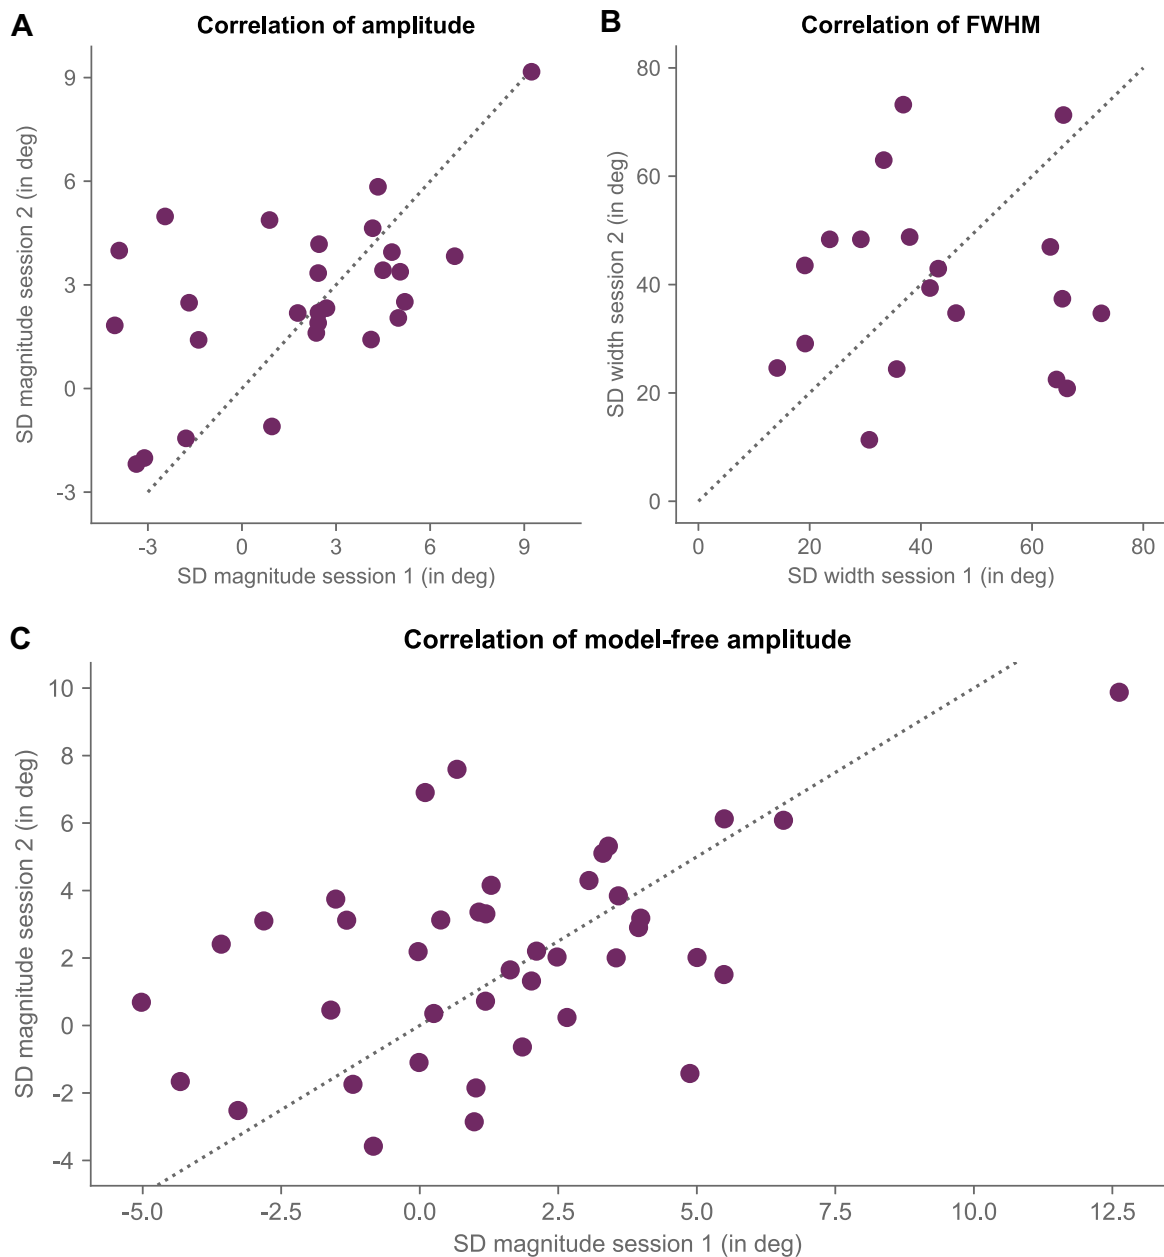 A
Correlation of amplitude
SD magnitude session 2 (in deg)
9
6
3
0
-3
-3 0 3 6 9
SD magnitude session 1 (in deg)
B
Correlation of FWHM
SD width session 2 (in deg)
80
60
40
20
0
0 20 40 60 80
SD width session 1 (in deg)
C
Correlation of model-free amplitude
SD magnitude session 2 (in deg)
10
8
6
4
2
0
-2
-4
-5.0 -2.5 0.0 2.5 5.0 7.5 10.0 12.5
SD magnitude session 1 (in deg)